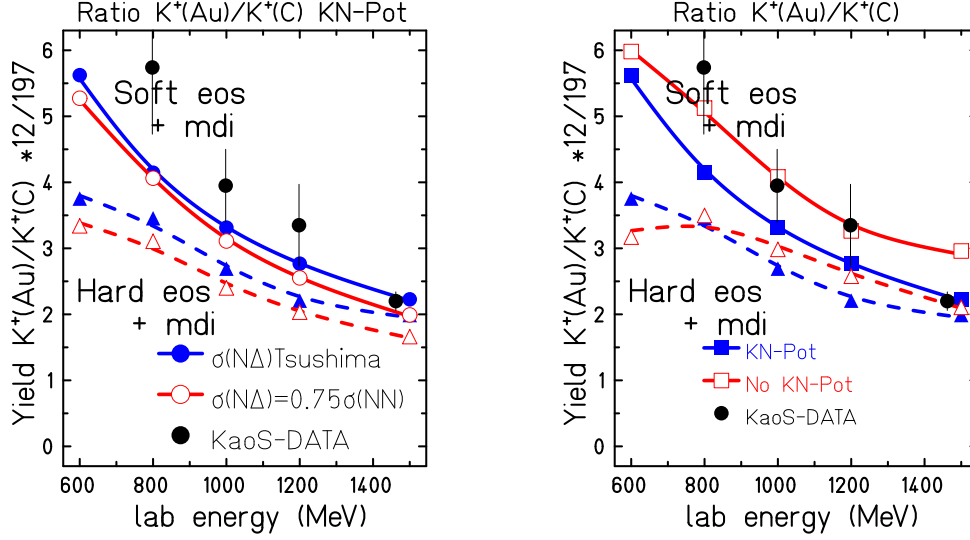 Ratio K⁺(Au)/K⁺(C) KN-Pot
Yield K⁺(Au)/K⁺(C) *12/197
6
5
4
3
2
1
0
Soft eos
+ mdi
Hard eos
+ mdi
σ(NΔ)Tsushima
σ(NΔ)=0.75σ(NN)
KaoS-DATA
600 800 1000 1200 1400
lab energy (MeV)
Ratio K⁺(Au)/K⁺(C)
Yield K⁺(Au)/K⁺(C) *12/197
6
5
4
3
2
1
0
Soft eos
+ mdi
Hard eos
+ mdi
KN-Pot
No KN-Pot
KaoS-DATA
600 800 1000 1200 1400
lab energy (MeV)